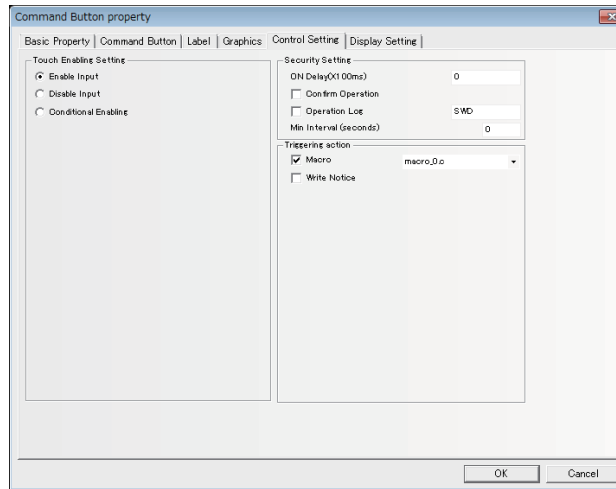 Command Button property
Basic Property | Command Button | Label | Graphics | Control Setting | Display Setting |
Touch Enabling Setting
Enable Input
Disable Input
Conditional Enabling
Security Setting
ON Delay(X100ms) 0
Confirm Operation
Operation Log SWD
Min Interval (seconds) 0
Triggering action
Macro macro_0.c
Write Notice
OK Cancel